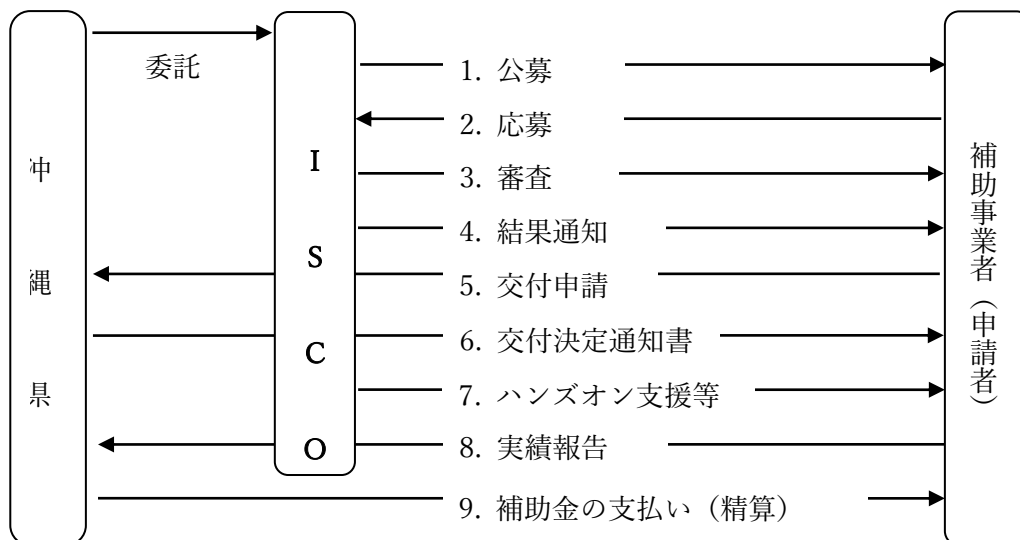 沖縄県
委託
ISCO
1. 公募
2. 応募
3. 審査
4. 結果通知
5. 交付申請
6. 交付決定通知書
7. ハンズオン支援等
8. 実績報告
9. 補助金の支払い（精算）
補助事業者（申請者）